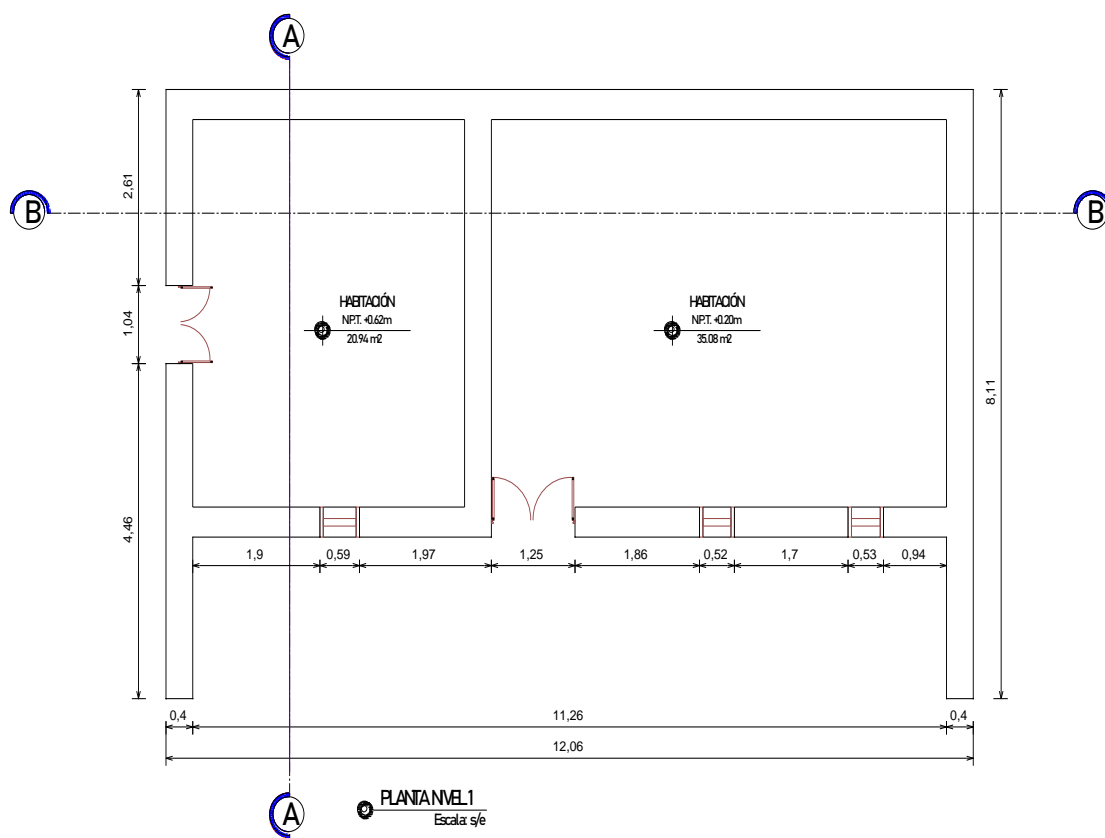 A
2,61
B
B
HABITACIÓN
NPT. +0.62m
20.94 m2
HABITACIÓN
NPT. +0.20m
35.08 m2
1,04
8,11
4,46
1,9
0,59
1,97
1,25
1,86
0,52
1,7
0,53
0,94
0,4
11,26
0,4
12,06
A
PLANTA NIVEL 1
Escala: s/e